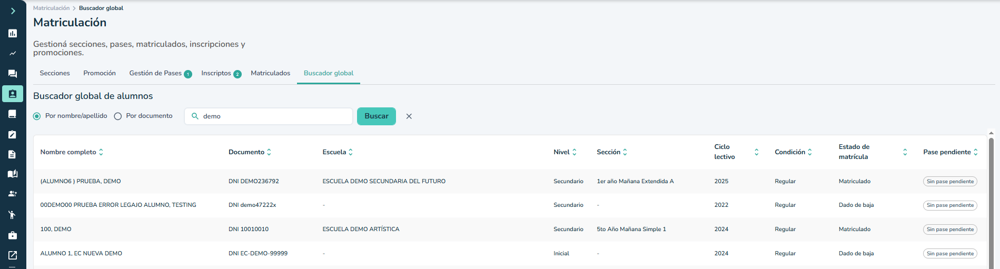 Matriculación > Buscador global
Matriculación
Gestioná secciones, pases, matriculados, inscripciones y
promociones.
Secciones Promoción Gestión de Pases 1 Inscriptos 2 Matriculados Buscador global
Buscador global de alumnos
Por nombre/apellido Por documento demo Buscar
Nombre completo Documento Escuela Nivel Sección Ciclo lectivo Condición Estado de matrícula Pase pendiente
(ALUMNO6 ) PRUEBA, DEMO DNI DEMO236792 ESCUELA DEMO SECUNDARIA DEL FUTURO Secundario 1er año Mañana Extendida A 2025 Regular Matriculado Sin pase pendiente
00DEMO00 PRUEBA ERROR LEGAJO ALUMNO, TESTING DNI demo47222x - Secundario - 2022 Regular Dado de baja Sin pase pendiente
100, DEMO DNI 10010010 ESCUELA DEMO ARTÍSTICA Secundario 5to Año Mañana Simple 1 2024 Regular Matriculado Sin pase pendiente
ALUMNO 1, EC NUEVA DEMO DNI EC-DEMO-99999 - Inicial - 2024 Regular Dado de baja Sin pase pendiente